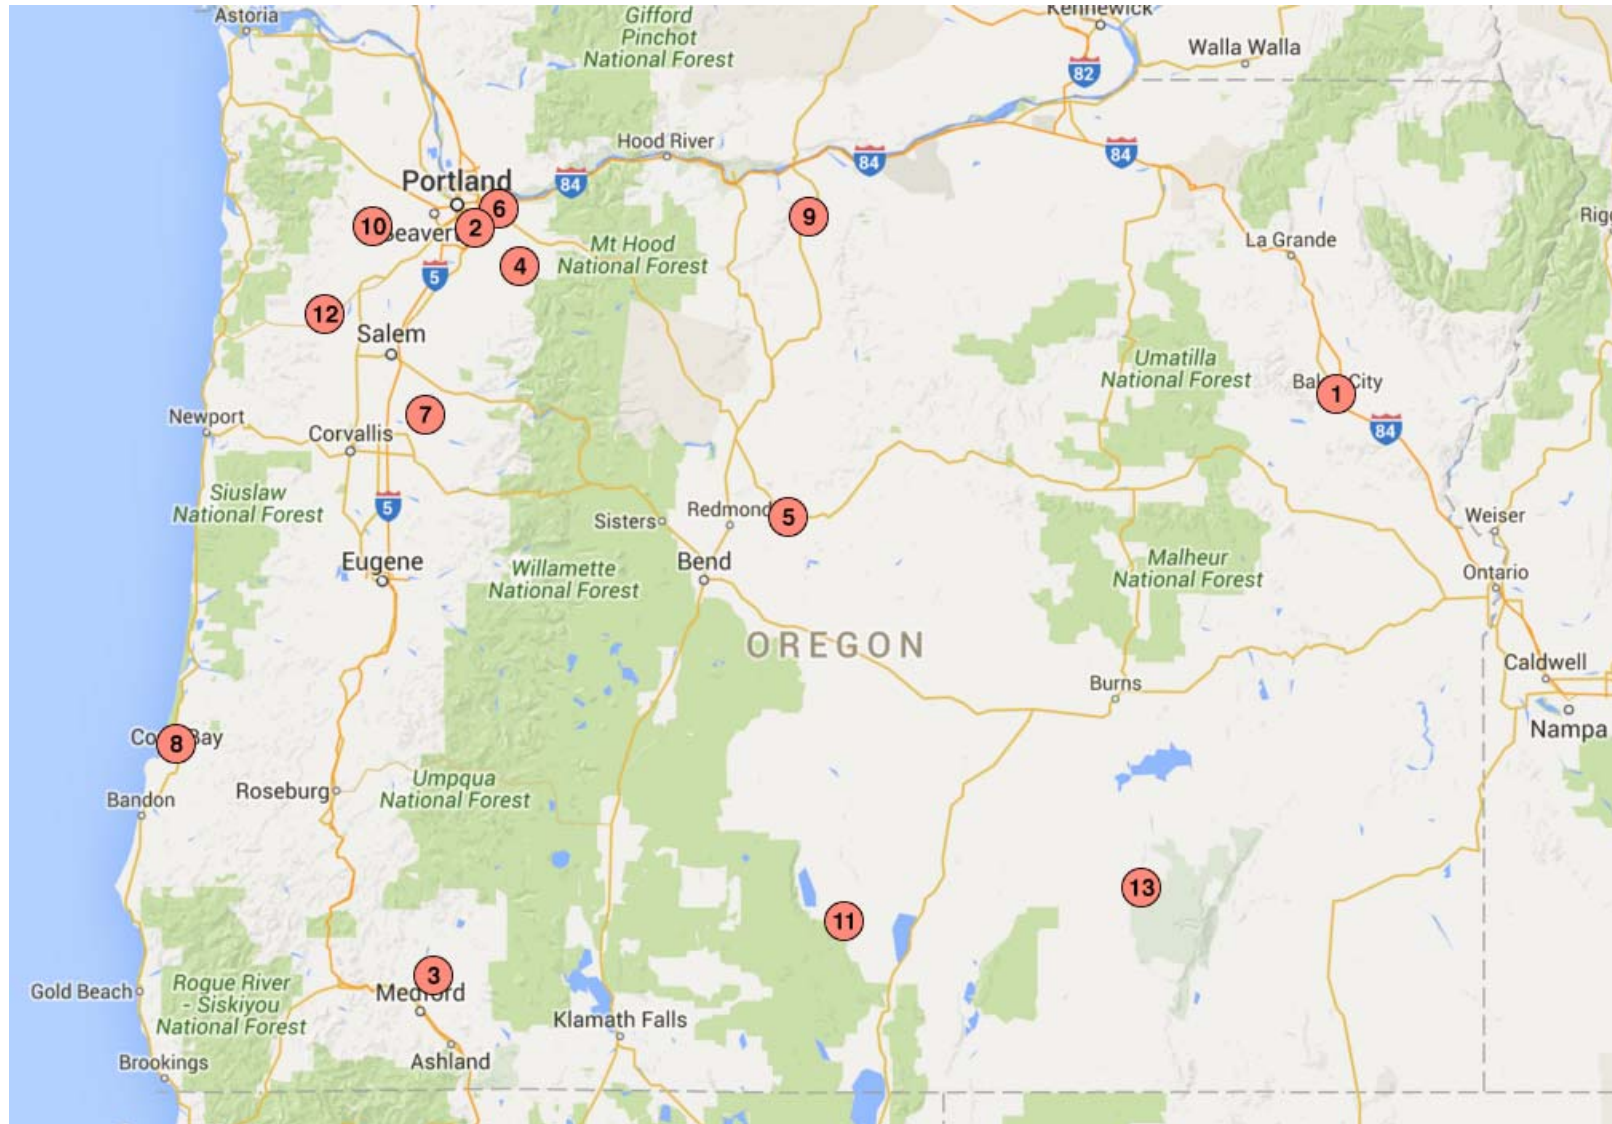 Astoria
Gifford
Pinchot
National Forest
Kennewick
Walla Walla
82
Hood River
84
84
84
Portland
6
9
10
2
Rigg
Mt Hood
National Forest
La Grande
4
5
12
Salem
Umatilla
National Forest
1
Newport
7
84
Corvallis
Siuslaw
National Forest
5
Redmond
5
Sisters
Weiser
Eugene
Willamette
National Forest
Bend
Malheur
National Forest
Ontario
OREGON
Caldwell
Burns
Nampa
8
Bay
Bandon
Roseburg
Umpqua
National Forest
13
11
Rogue River
- Siskiyou
National Forest
3
Medford
Gold Beach
Klamath Falls
Brookings
Ashland